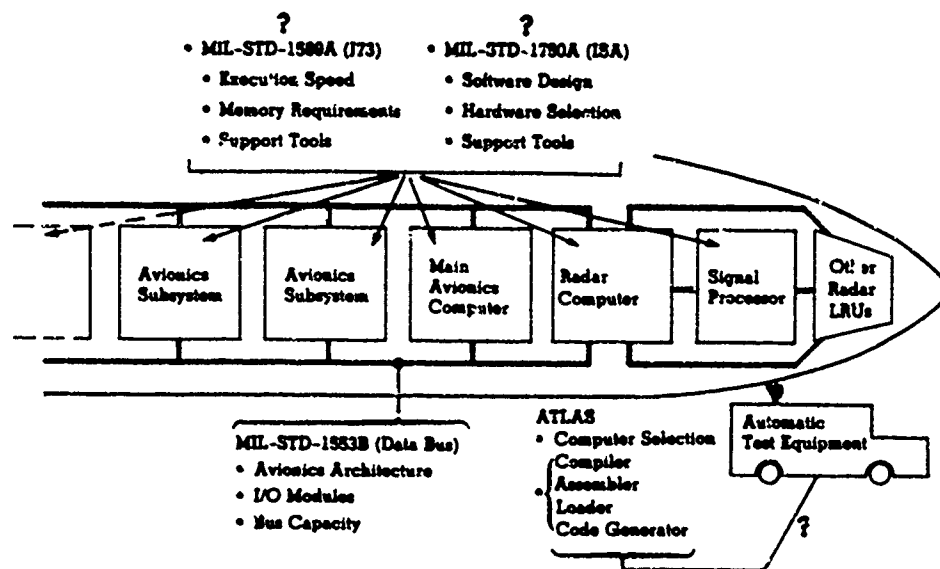 ?
• MIL-STD-1589A (J73)
• Execution Speed
• Memory Requirements
• Support Tools
?
• MIL-STD-1750A (ISA)
• Software Design
• Hardware Selection
• Support Tools
Avionics
Subsystem
Avionics
Subsystem
Main
Avionics
Computer
Radar
Computer
Signal
Processor
Other
Radar
LRUs
MIL-STD-1553B (Data Bus)
• Avionics Architecture
• I/O Modules
• Bus Capacity
ATLAS
• Computer Selection
• Compiler
Assembler
Loader
Code Generator
Automatic
Test Equipment
?